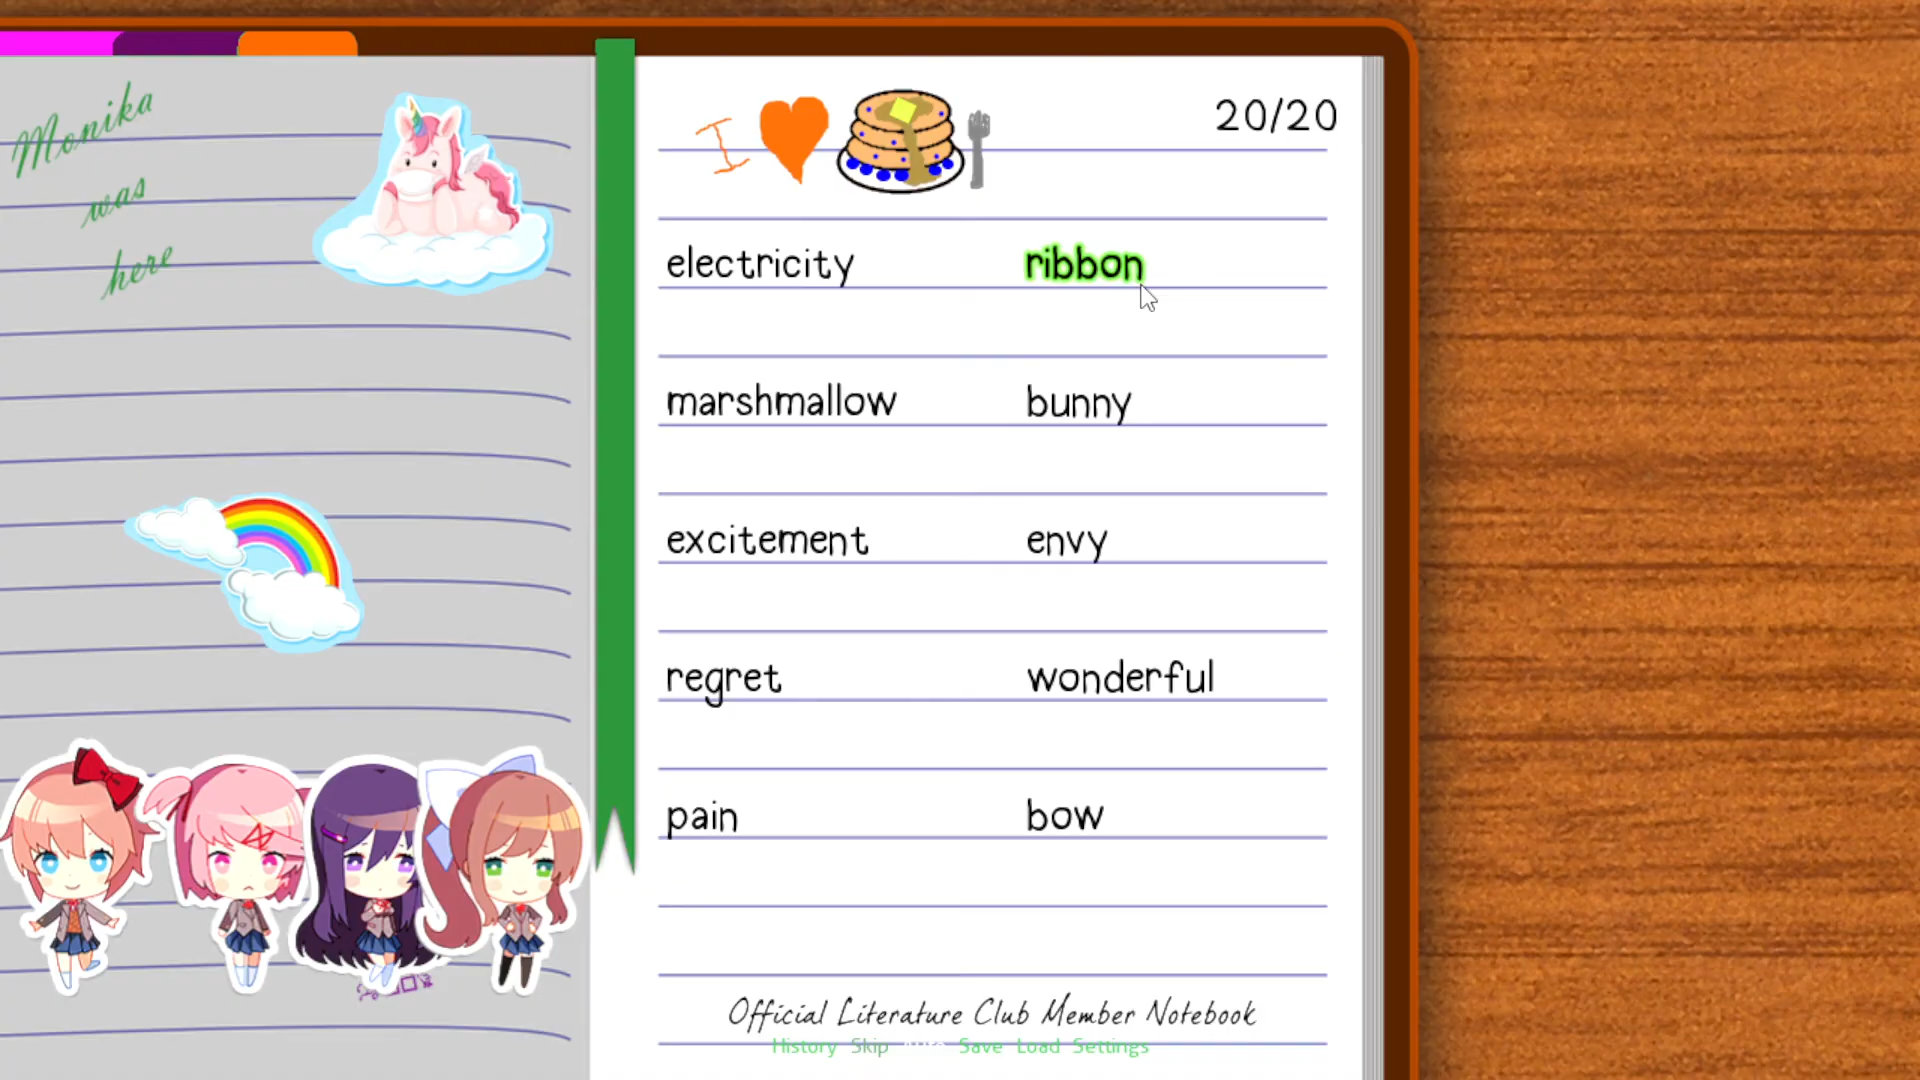 Monika
was
here
I
20/20
electricity ribbon
marshmallow bunny
excitement envy
regret wonderful
pain bow
Official Literature Club Member Notebook
History Skip Auto Save Load Settings